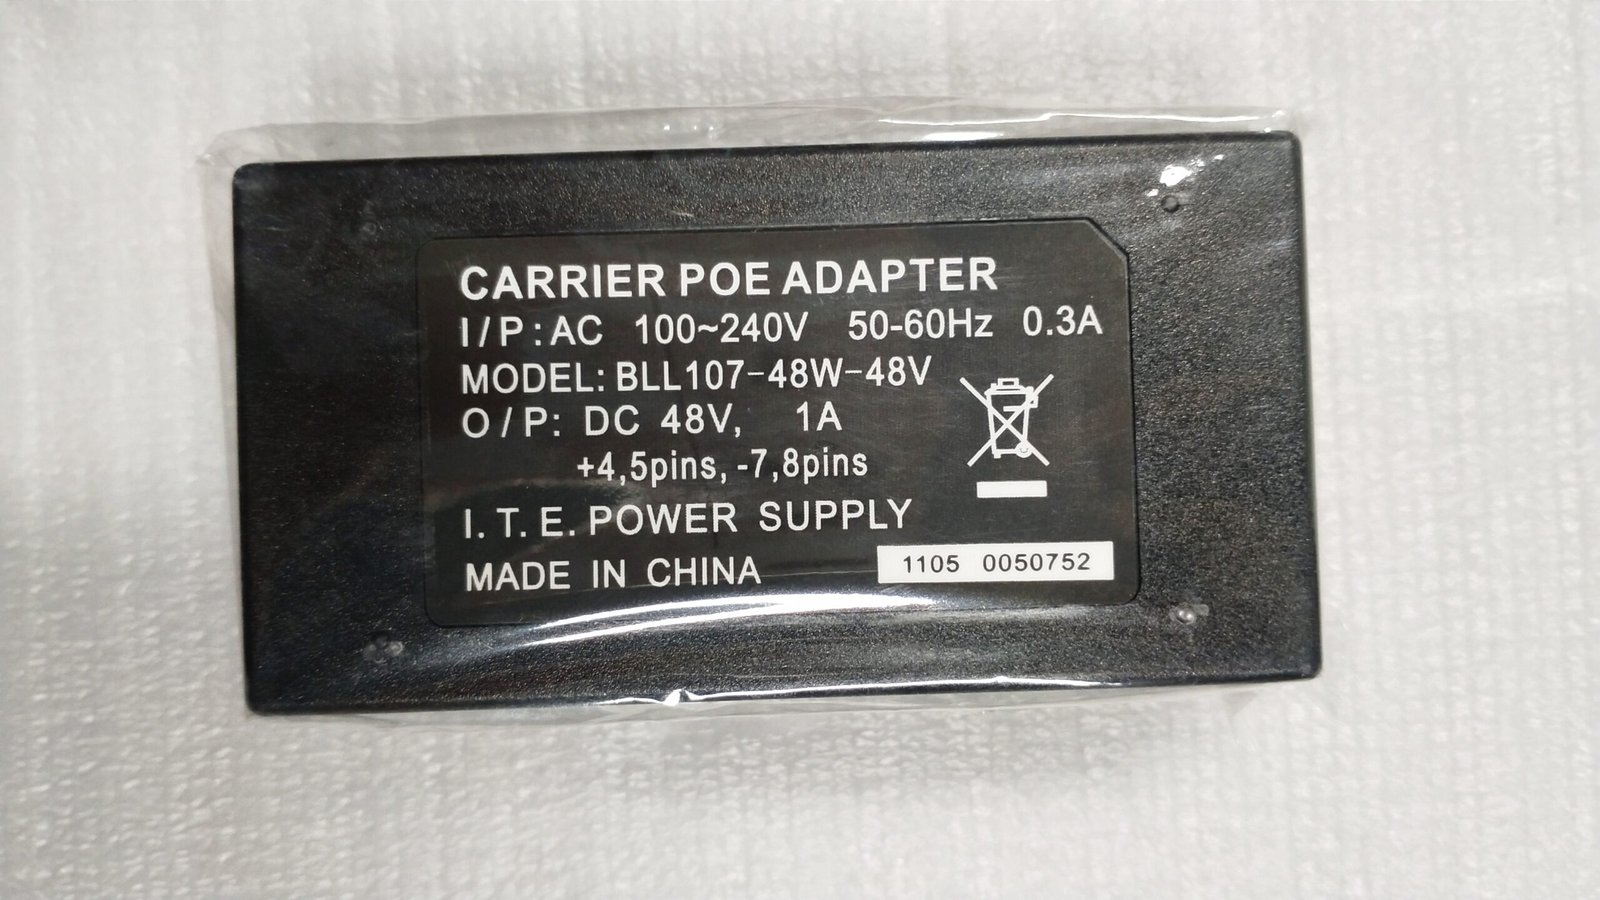 CARRIER POE ADAPTER
I/P:AC 100~240V 50-60Hz 0.3A
MODEL: BLL107-48W-48V
O/P: DC 48V, 1A
+4,5pins, -7,8pins
I.T.E. POWER SUPPLY
MADE IN CHINA
1105 0050752